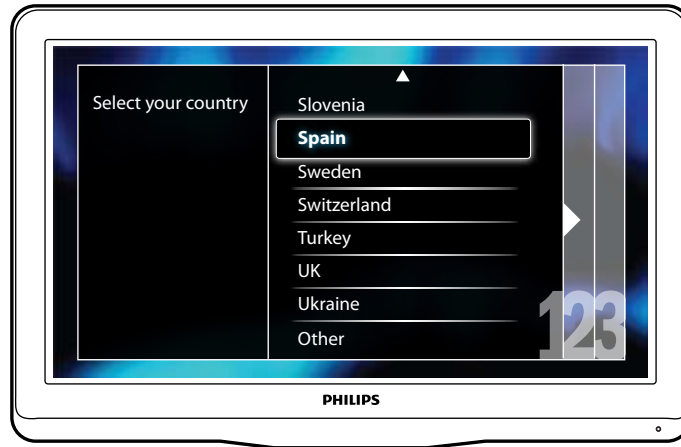 Select your country
Slovenia
Spain
Sweden
Switzerland
Turkey
UK
Ukraine
Other
123
PHILIPS